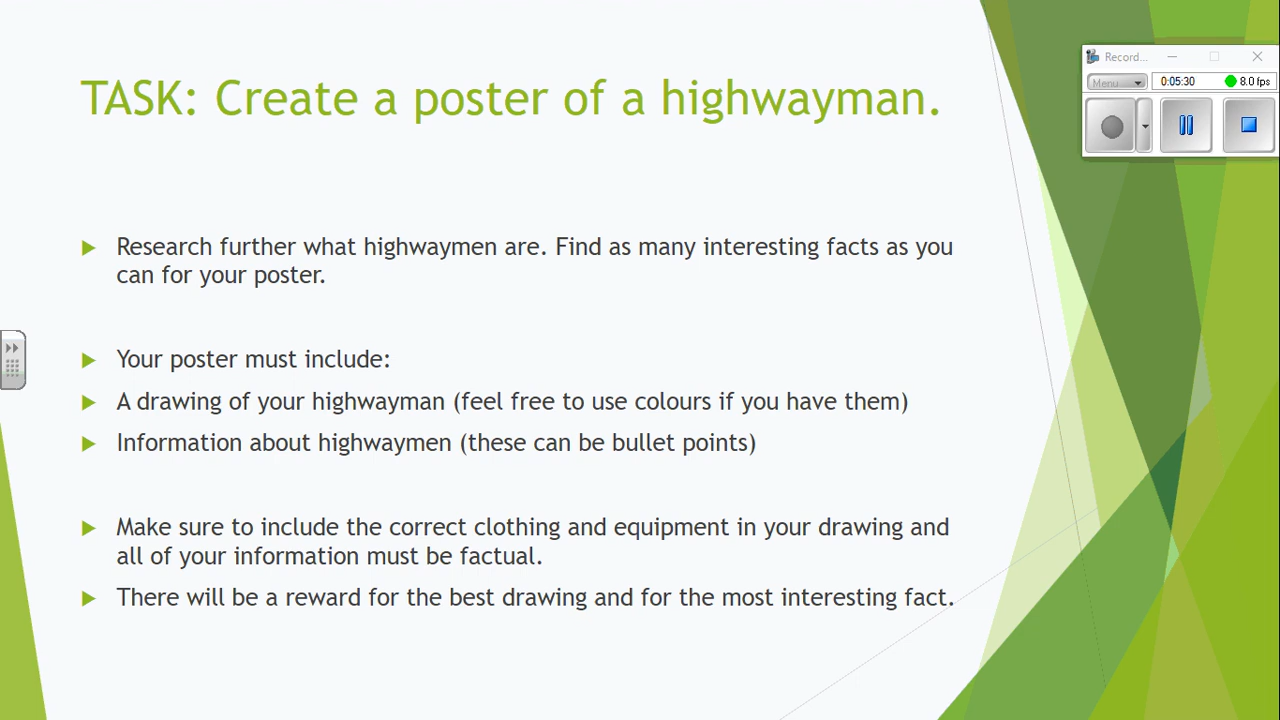 TASK: Create a poster of a highwayman.
Record...
Menu
0:05:30
8.0 fps
Research further what highwaymen are. Find as many interesting facts as you
can for your poster.
Your poster must include:
A drawing of your highwayman (feel free to use colours if you have them)
Information about highwaymen (these can be bullet points)
Make sure to include the correct clothing and equipment in your drawing and
all of your information must be factual.
There will be a reward for the best drawing and for the most interesting fact.